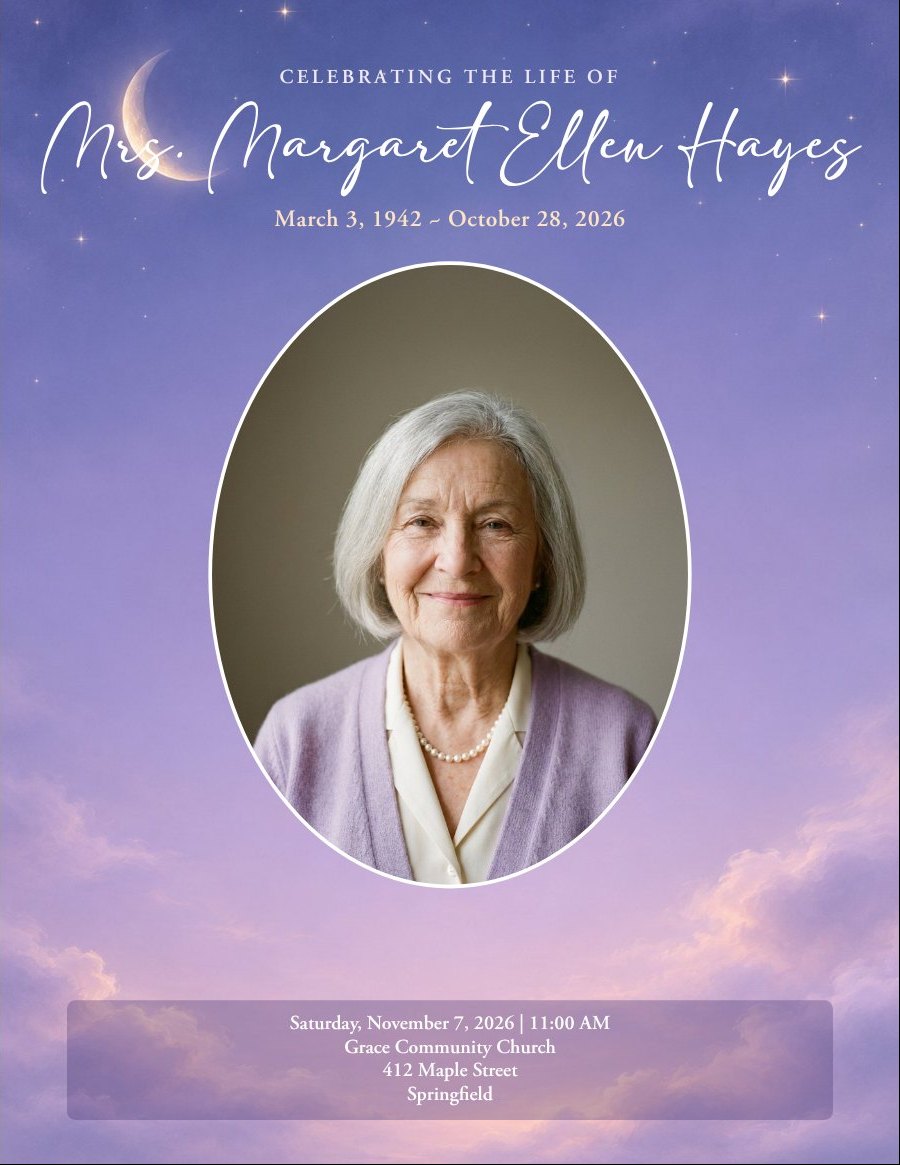 CELEBRATING THE LIFE OF
Mrs. Margaret Ellen Hayes
March 3, 1942 ~ October 28, 2026
Saturday, November 7, 2026 | 11:00 AM
Grace Community Church
412 Maple Street
Springfield